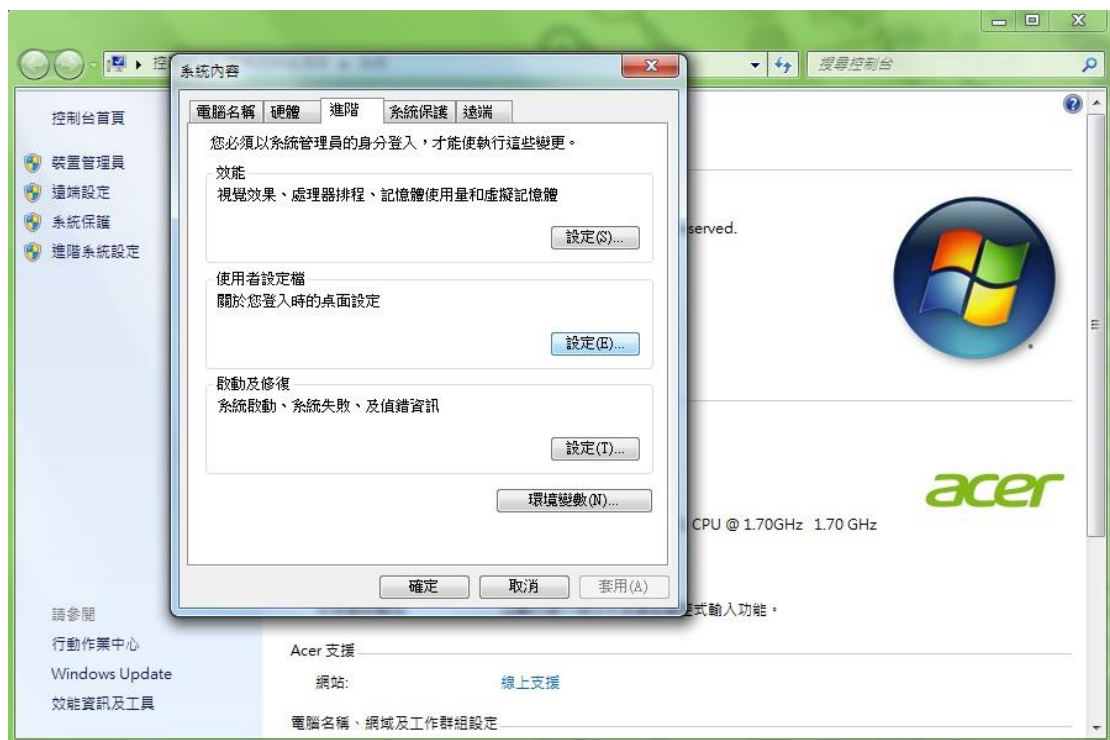 控
搜尋控制台
系統內容
電腦名稱 硬體 進階 系統保護 遠端
您必須以系統管理員的身分登入，才能使執行這些變更。
效能
視覺效果、處理器排程、記憶體使用量和虛擬記憶體
設定(S)...
使用者設定檔
關於您登入時的桌面設定
設定(E)...
啟動及修復
系統啟動、系統失敗、及偵錯資訊
設定(T)...
環境變數(N)...
確定 取消 套用(A)
控制台首頁
裝置管理員
遠端設定
系統保護
進階系統設定
請參閱
行動作業中心
Windows Update
效能資訊及工具
served.
acer
CPU @ 1.70GHz 1.70 GHz
式輸入功能。
Acer 支援
網站: 線上支援
電腦名稱、網域及工作群組設定